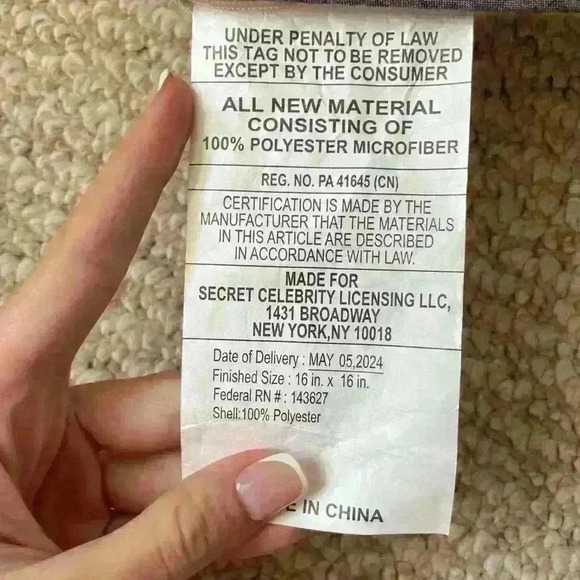 UNDER PENALTY OF LAW
THIS TAG NOT TO BE REMOVED
EXCEPT BY THE CONSUMER
ALL NEW MATERIAL
CONSISTING OF
100% POLYESTER MICROFIBER
REG. NO. PA 41645 (CN)
CERTIFICATION IS MADE BY THE
MANUFACTURER THAT THE MATERIALS
IN THIS ARTICLE ARE DESCRIBED
IN ACCORDANCE WITH LAW.
MADE FOR
SECRET CELEBRITY LICENSING LLC,
1431 BROADWAY
NEW YORK,NY 10018
Date of Delivery : MAY 05,2024
Finished Size : 16 in. x 16 in.
Federal RN # : 143627
Shell:100% Polyester
IN CHINA